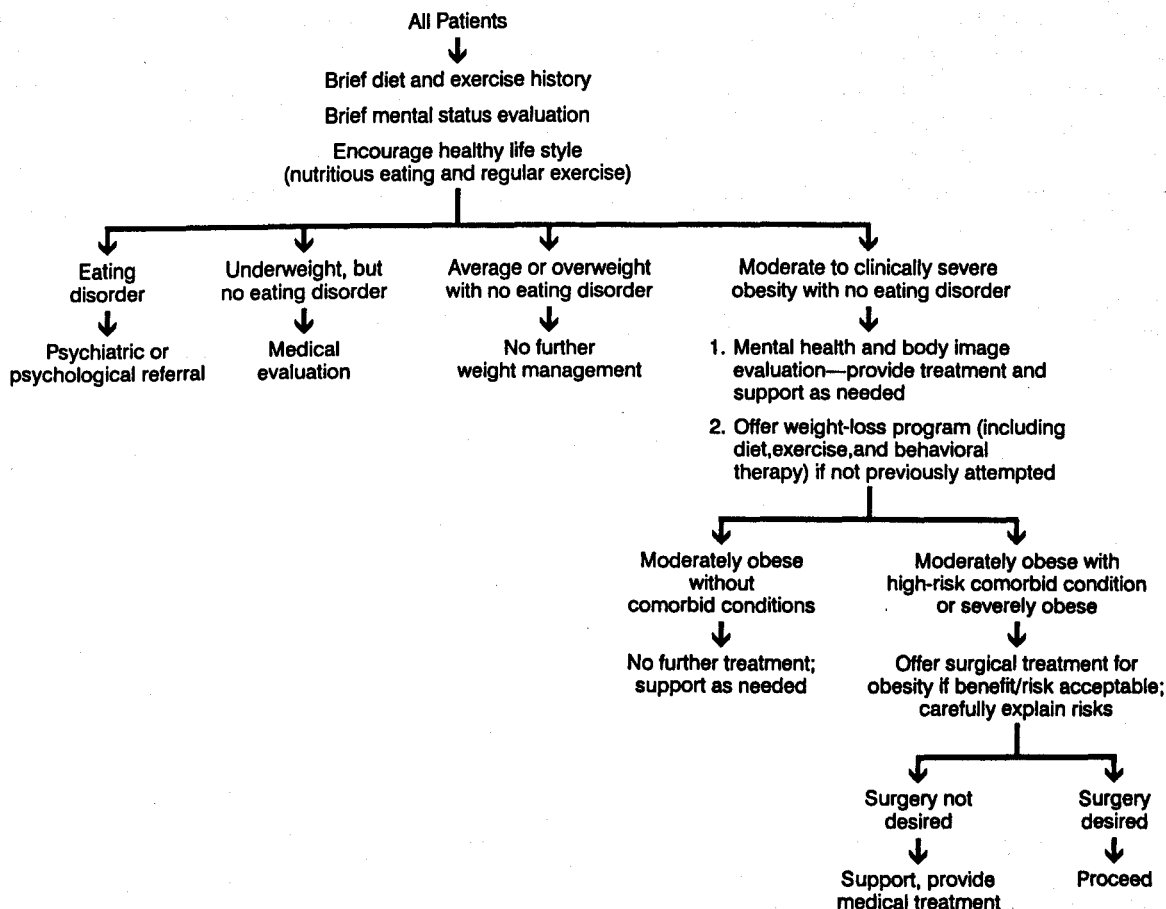 All Patients
Brief diet and exercise history
Brief mental status evaluation
Encourage healthy life style
(nutritious eating and regular exercise)
Eating
disorder
Psychiatric or
psychological referral
Underweight, but
no eating disorder
Medical
evaluation
Average or overweight
with no eating disorder
No further
weight management
Moderate to clinically severe
obesity with no eating disorder
1. Mental health and body image
evaluation—provide treatment and
support as needed
2. Offer weight-loss program (including
diet,exercise,and behavioral
therapy) if not previously attempted
Moderately obese
without
comorbid conditions
No further treatment;
support as needed
Moderately obese with
high-risk comorbid condition
or severely obese
Offer surgical treatment for
obesity if benefit/risk acceptable;
carefully explain risks
Surgery not
desired
Support, provide
medical treatment
Surgery
desired
Proceed